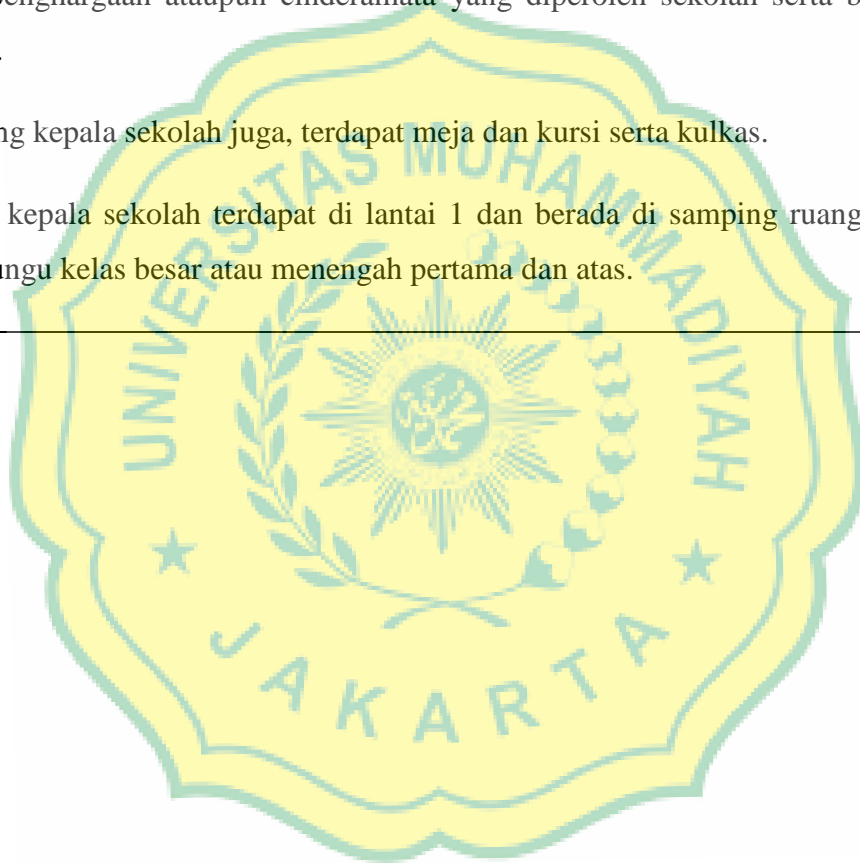 penghargaan ataupun cinderamata yang diperoleh sekolah serta b
.
ng kepala sekolah juga, terdapat meja dan kursi serta kulkas.
kepala sekolah terdapat di lantai 1 dan berada di samping ruang
ungu kelas besar atau menengah pertama dan atas.
UNIVERSITAS MUHAMMADIYAH
JAKARTA